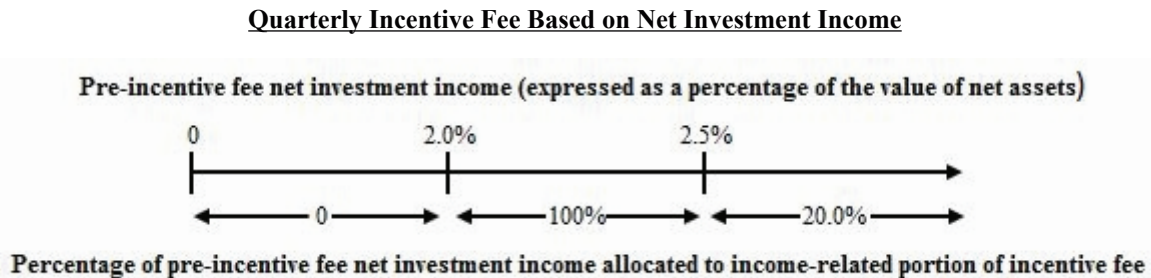 Quarterly Incentive Fee Based on Net Investment Income
Pre-incentive fee net investment income (expressed as a percentage of the value of net assets)
0 2.0% 2.5%
0 100% 20.0%
Percentage of pre-incentive fee net investment income allocated to income-related portion of incentive fee